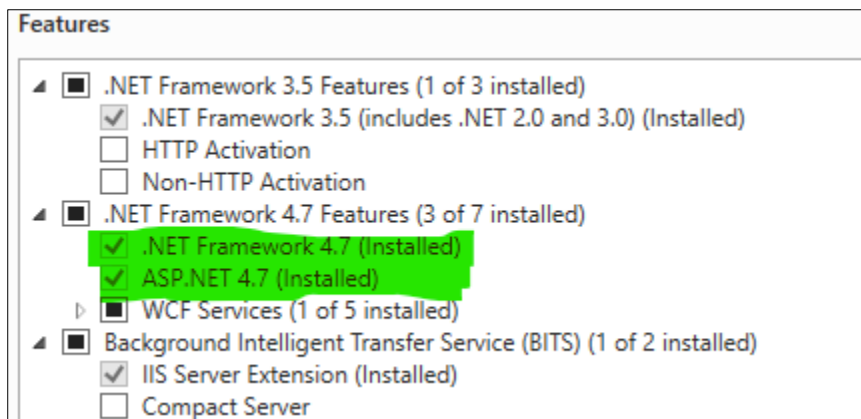 Features
.NET Framework 3.5 Features (1 of 3 installed)
.NET Framework 3.5 (includes .NET 2.0 and 3.0) (Installed)
HTTP Activation
Non-HTTP Activation
.NET Framework 4.7 Features (3 of 7 installed)
.NET Framework 4.7 (Installed)
ASP.NET 4.7 (Installed)
WCF Services (1 of 5 installed)
Background Intelligent Transfer Service (BITS) (1 of 2 installed)
IIS Server Extension (Installed)
Compact Server